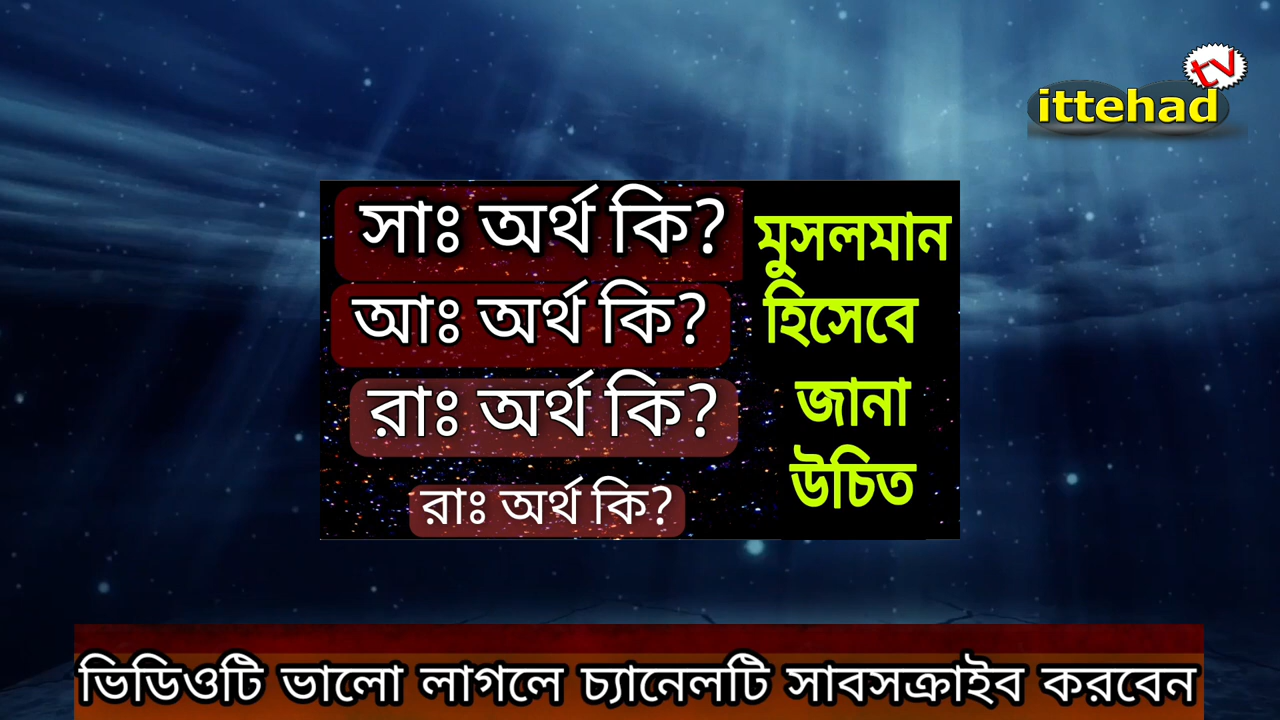 tv
ittehad
সাঃ অর্থ কি?
আঃ অর্থ কি?
রাঃ অর্থ কি?
রাঃ অর্থ কি?
মুসলমান
হিসেবে
জানা
উচিত
ভিডিওটি ভালো লাগলে চ্যানেলটি সাবসক্রাইব করবেন